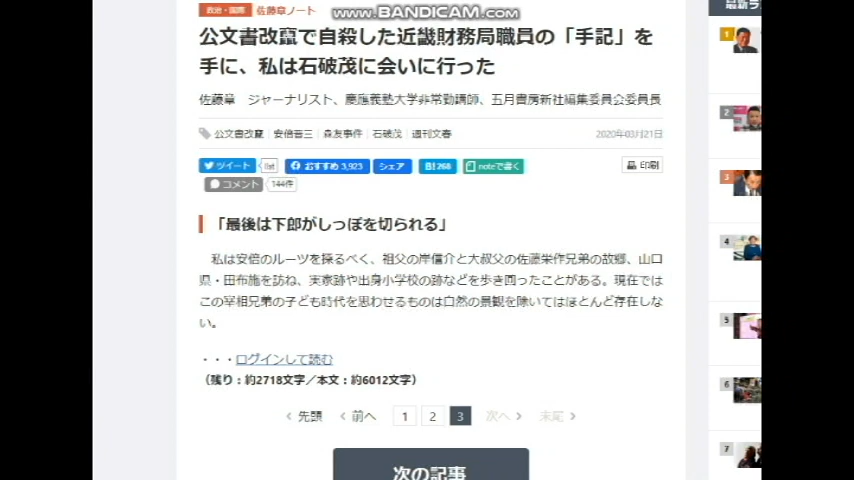 www.BANDICAM.com
最新ラ
政治・国際 佐藤章ノート
公文書改竄で自殺した近畿財務局職員の「手記」を
手に、私は石破茂に会いに行った
佐藤章 ジャーナリスト、慶應義塾大学非常勤講師、五月書房新社編集委員会委員長
公文書改竄 | 安倍晋三 | 森友事件 | 石破茂 | 週刊文春
2020年03月21日
ツイート list おすすめ 3,923 シェア B!260 noteで書く 印刷
コメント 144件
「最後は下郎がしっぽを切られる」
私は安倍のルーツを探るべく、祖父の岸信介と大叔父の佐藤栄作兄弟の故郷、山口
県・田布施を訪ね、実家跡や出身小学校の跡などを歩き回ったことがある。現在では
この宰相兄弟の子ども時代を思わせるものは自然の景観を除いてはほとんど存在しな
い。
・・・ログインして読む
（残り：約2718文字／本文：約6012文字）
先頭 前へ 1 2 3 次へ 末尾
次の記事
1
2
3
4
5
6
7